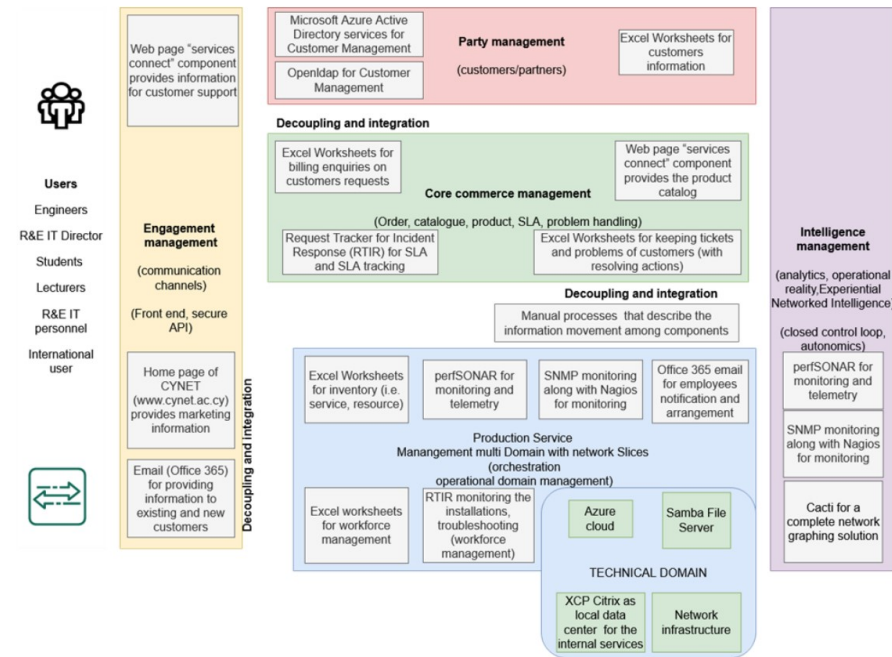 Users
Engineers
R&E IT Director
Students
Lecturers
R&E IT
personnel
International
user
Web page “services
connect” component
provides information
for customer support
Engagement
management
(communication
channels)
(Front end, secure
API)
Home page of
CYNET
(www.cynet.ac.cy)
provides marketing
information
Email (Office 365)
for providing
information to
existing and new
customers
Decoupling and integration
Microsoft Azure Active
Directory services for
Customer Management
Openldap for Customer
Management
Party management
(customers/partners)
Excel Worksheets for
customers
information
Decoupling and integration
Excel Worksheets for
billing enquiries on
customers requests
Web page “services
connect” component
provides the product
catalog
Core commerce management
(Order, catalogue, product, SLA, problem handling)
Request Tracker for Incident
Response (RTIR) for SLA
and SLA tracking
Excel Worksheets for keeping tickets
and problems of customers (with
resolving actions)
Decoupling and integration
Manual processes that describe the
information movement among components
Excel Worksheets
for inventory (i.e.
service, resource)
perfSONAR for
monitoring and
telemetry
SNMP monitoring
along with Nagios
for monitoring
Office 365 email
for employees
notification and
arrangement
Production Service
Manangement multi Domain with network Slices
(orchestration
operational domain management)
Excel worksheets
for workforce
management
RTIR monitoring the
installations,
troubleshooting
(workforce
management)
Azure
cloud
Samba File
Server
TECHNICAL DOMAIN
XCP Citrix as
local data
center for the
internal services
Network
infrastructure
Intelligence
management
(analytics, operational
reality,Experiential
Networked Intelligence)
(closed control loop,
autonomics)
perfSONAR for
monitoring and
telemetry
SNMP monitoring
along with Nagios
for monitoring
Cacti for a
complete network
graphing solution